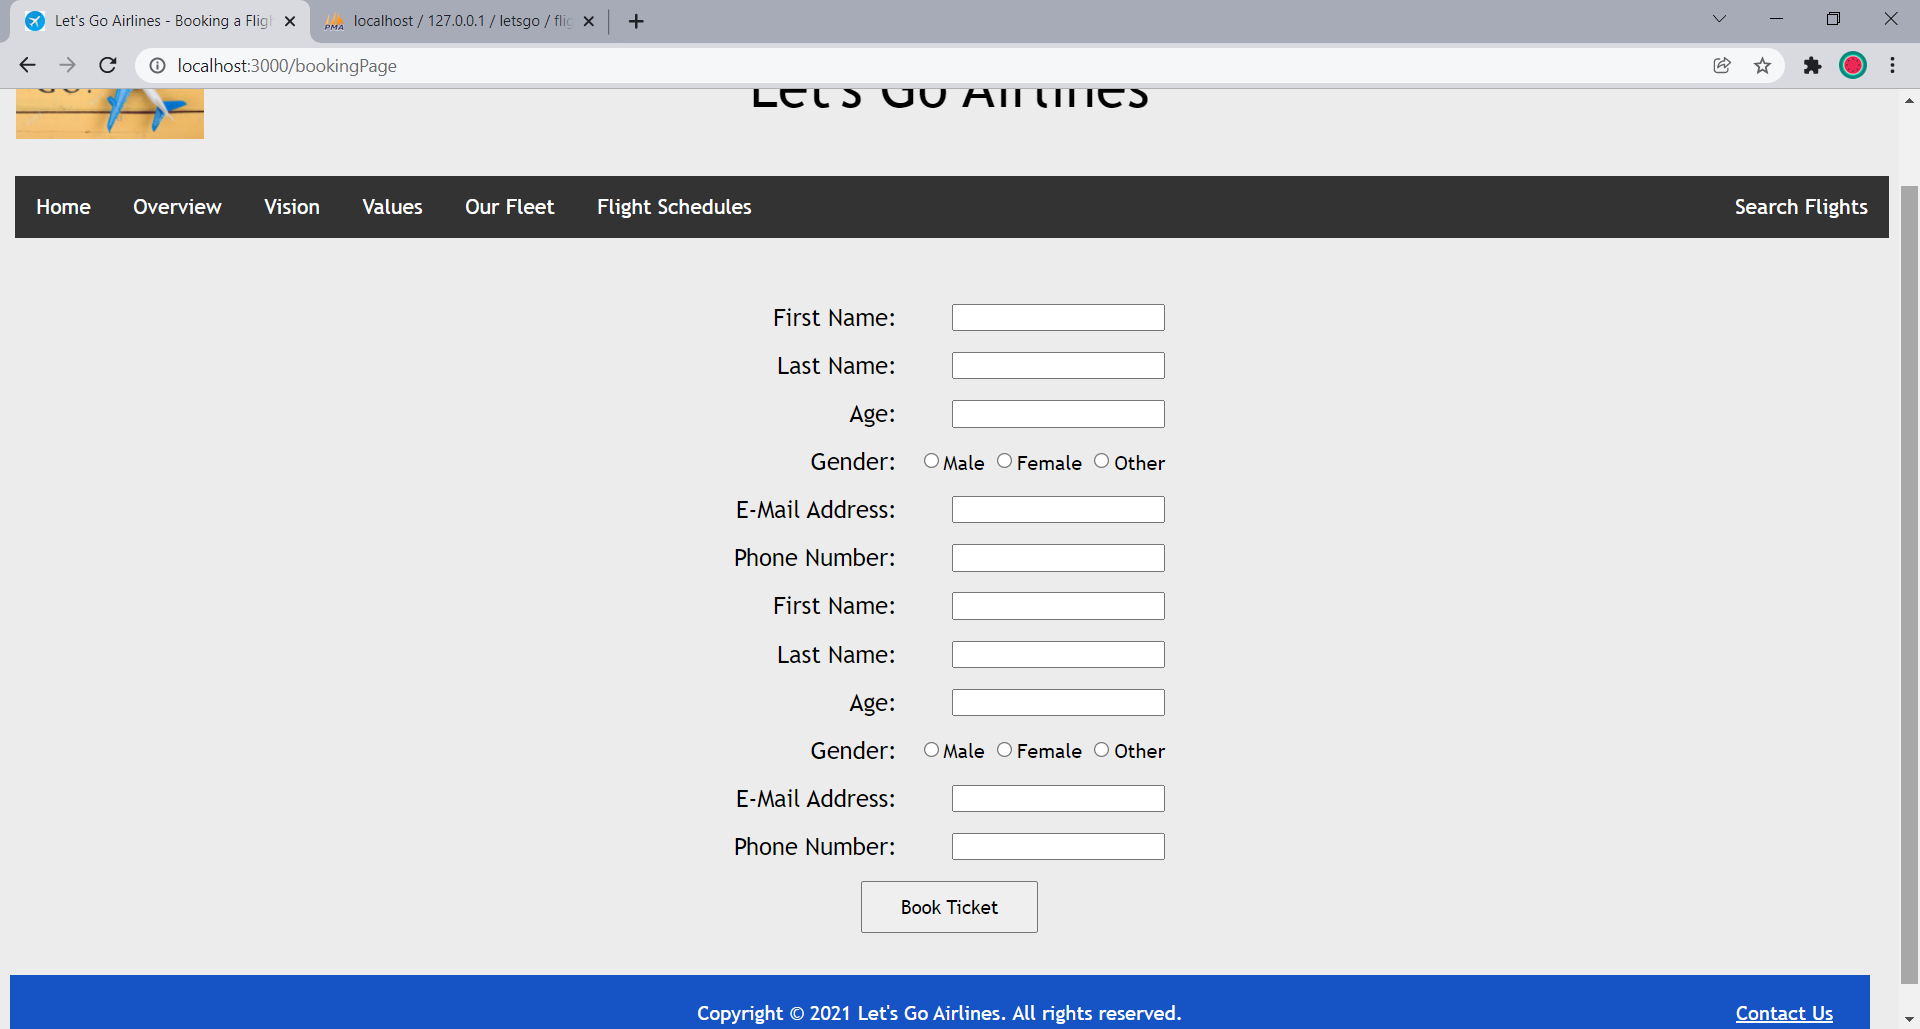 Let's Go Airlines - Booking a Fligh
localhost / 127.0.0.1 / letsgo / flig
localhost:3000/bookingPage
GO!
Let's Go Airlines
Home Overview Vision Values Our Fleet Flight Schedules Search Flights
First Name:
Last Name:
Age:
Gender: Male Female Other
E-Mail Address:
Phone Number:
First Name:
Last Name:
Age:
Gender: Male Female Other
E-Mail Address:
Phone Number:
Book Ticket
Copyright © 2021 Let's Go Airlines. All rights reserved. Contact Us